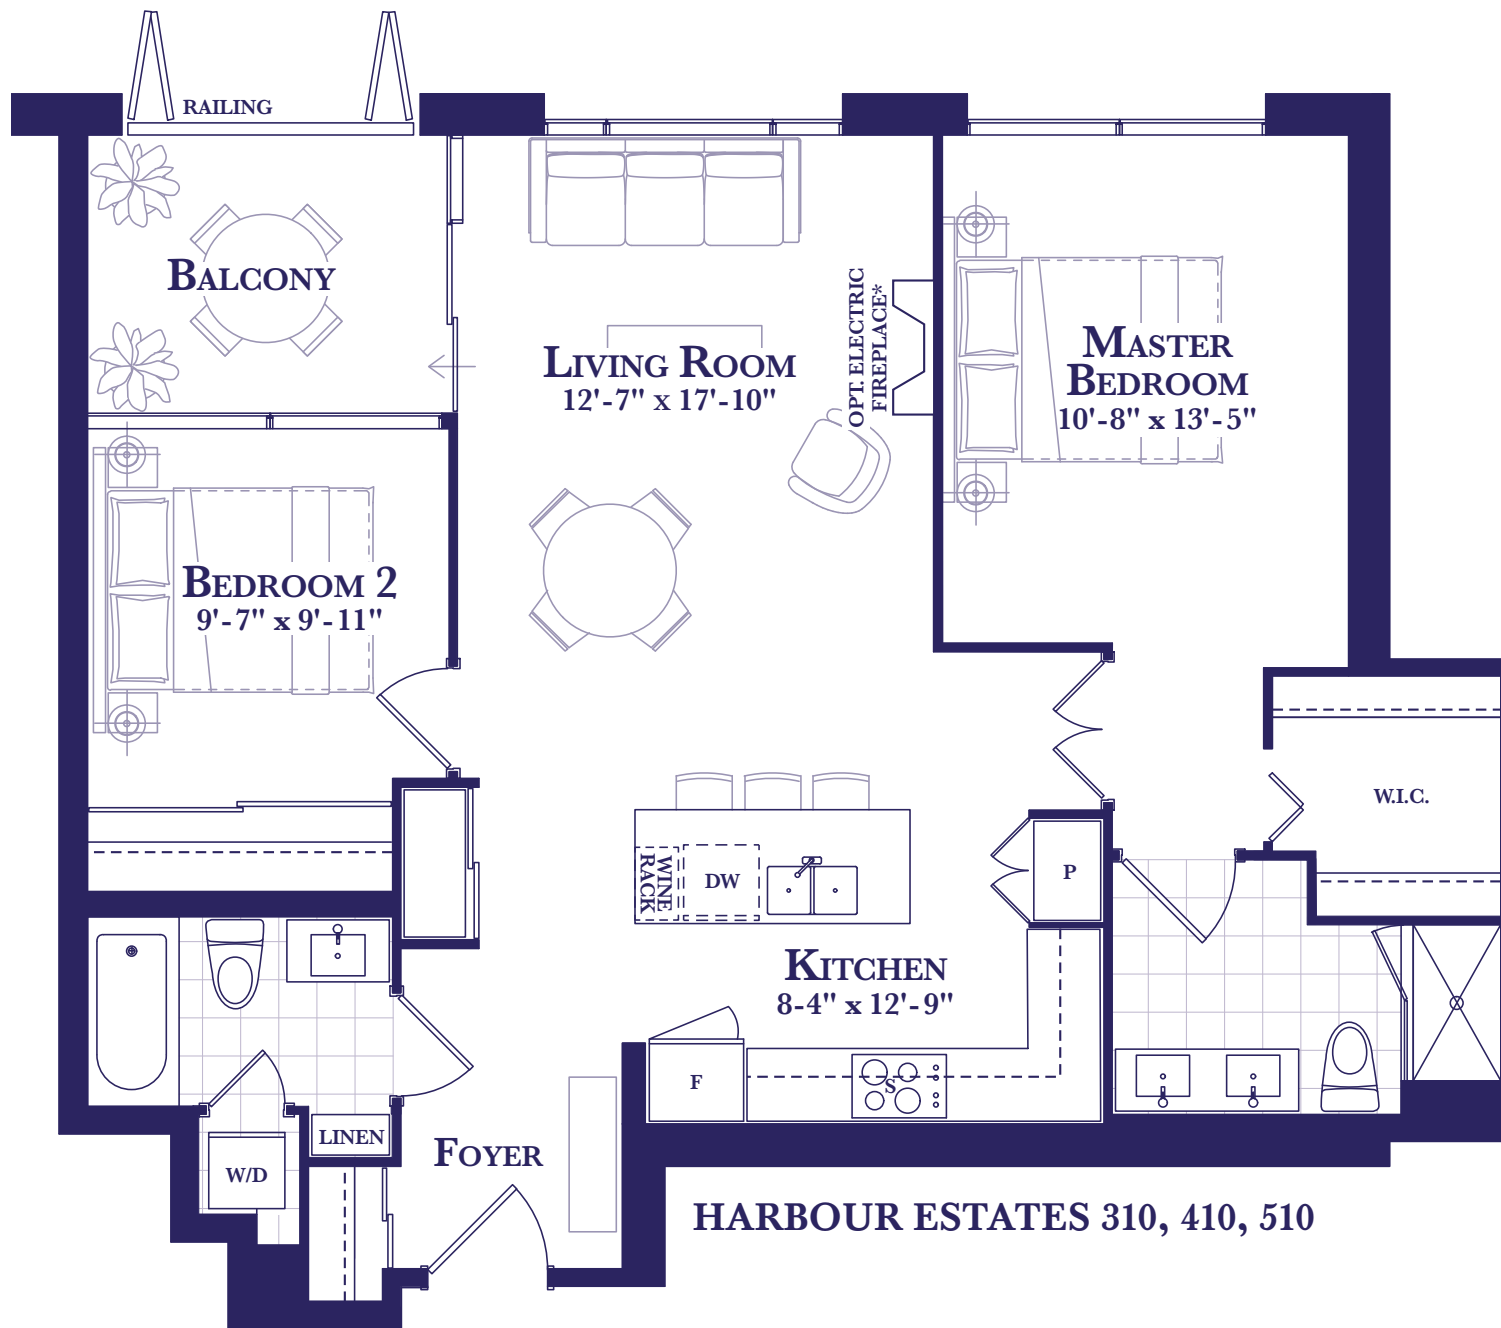 RAILING
BALCONY
LIVING ROOM
12'-7" x 17'-10"
OPT. ELECTRIC
FIREPLACE*
MASTER
BEDROOM
10'-8" x 13'-5"
BEDROOM 2
9'-7" x 9'-11"
W.I.C.
WINE
RACK
DW
P
KITCHEN
8-4" x 12'-9"
F
S
LINEN
FOYER
W/D
HARBOUR ESTATES 310, 410, 510